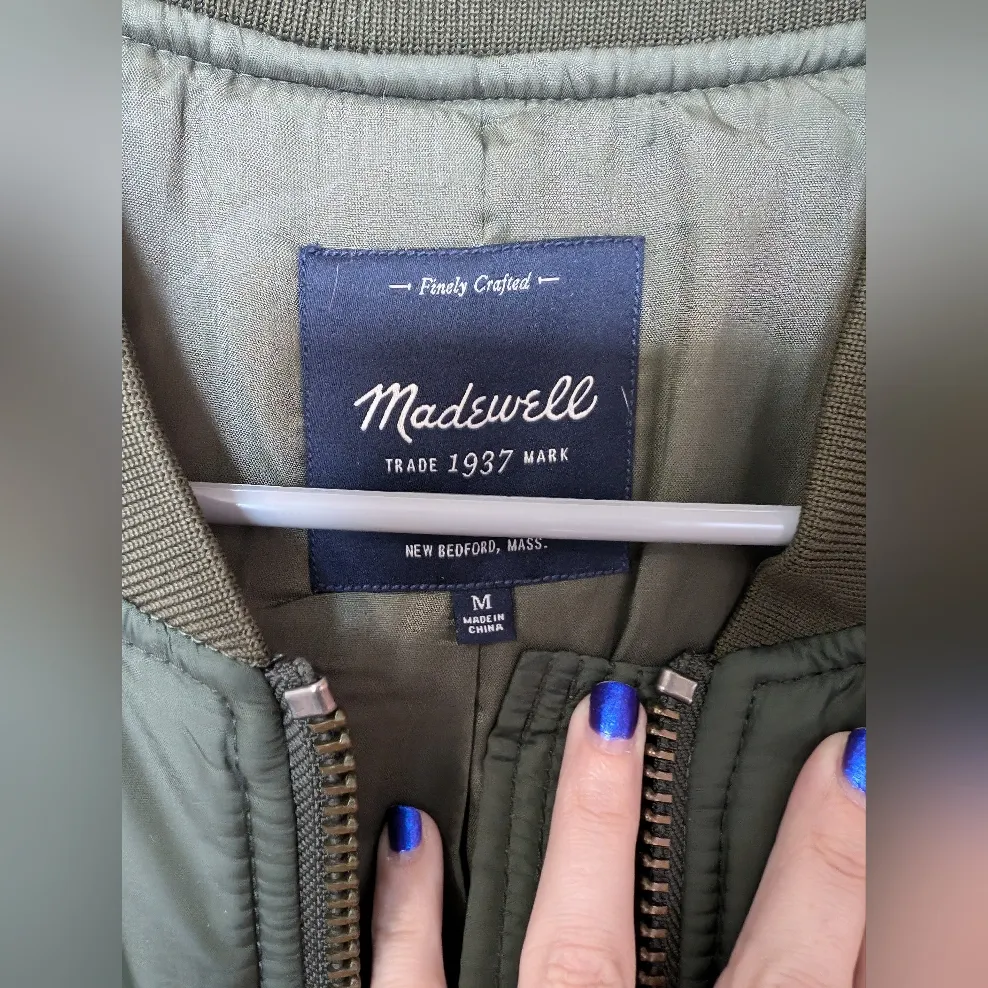 Finely Crafted
Madewell
TRADE 1937 MARK
NEW BEDFORD, MASS.
M
MADE IN
CHINA